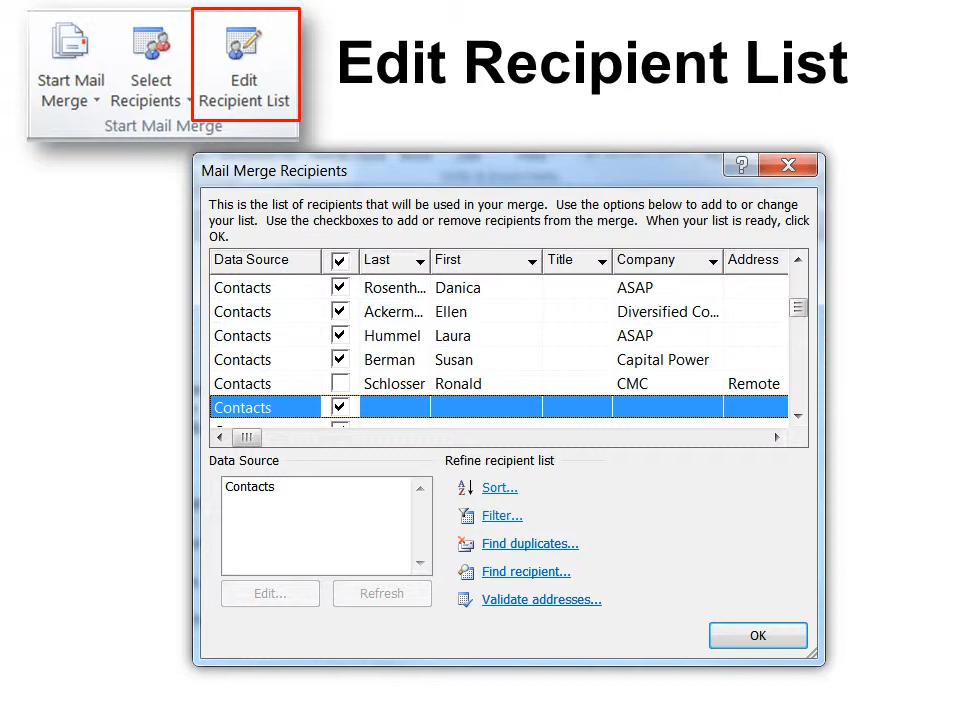 Edit Recipient List
Start Mail Merge
Select Recipients
Edit Recipient List
Start Mail Merge
Mail Merge Recipients
This is the list of recipients that will be used in your merge. Use the options below to add to or change
your list. Use the checkboxes to add or remove recipients from the merge. When your list is ready, click
OK.
Data Source Last First Title Company Address
Contacts Rosenth... Danica ASAP
Contacts Ackerm... Ellen Diversified Co...
Contacts Hummel Laura ASAP
Contacts Berman Susan Capital Power
Contacts Schlosser Ronald CMC Remote
Contacts
Data Source
Contacts
Edit... Refresh
Refine recipient list
Sort...
Filter...
Find duplicates...
Find recipient...
Validate addresses...
OK